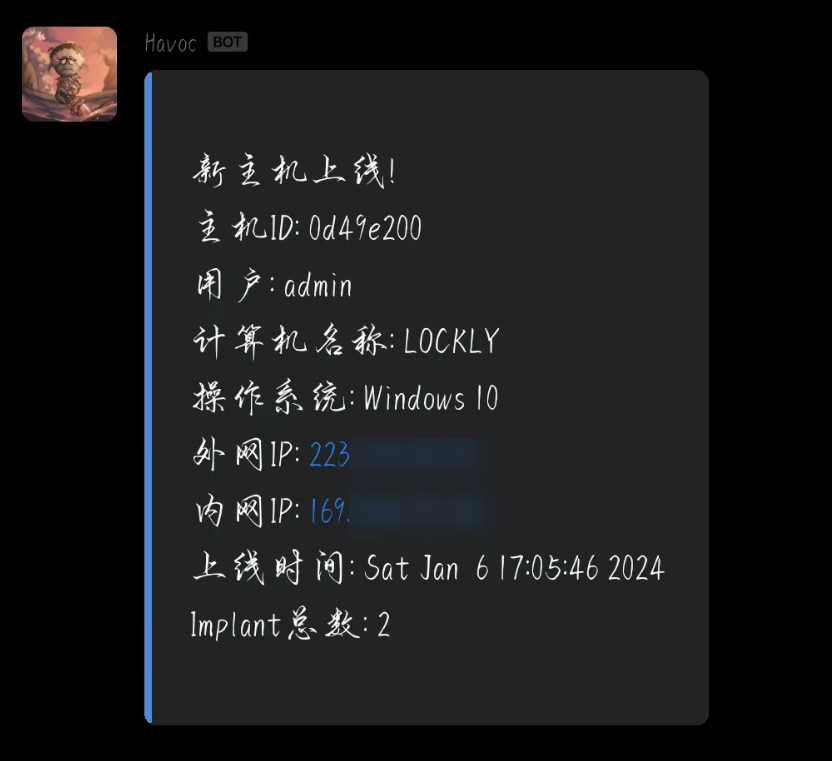 Havoc BOT
新主机上线!
主机ID: 0d49e200
用户: admin
计算机名称: LOCKLY
操作系统: Windows 10
外网IP: 223
内网IP: 169.
上线时间: Sat Jan 6 17:05:46 2024
Implant总数: 2